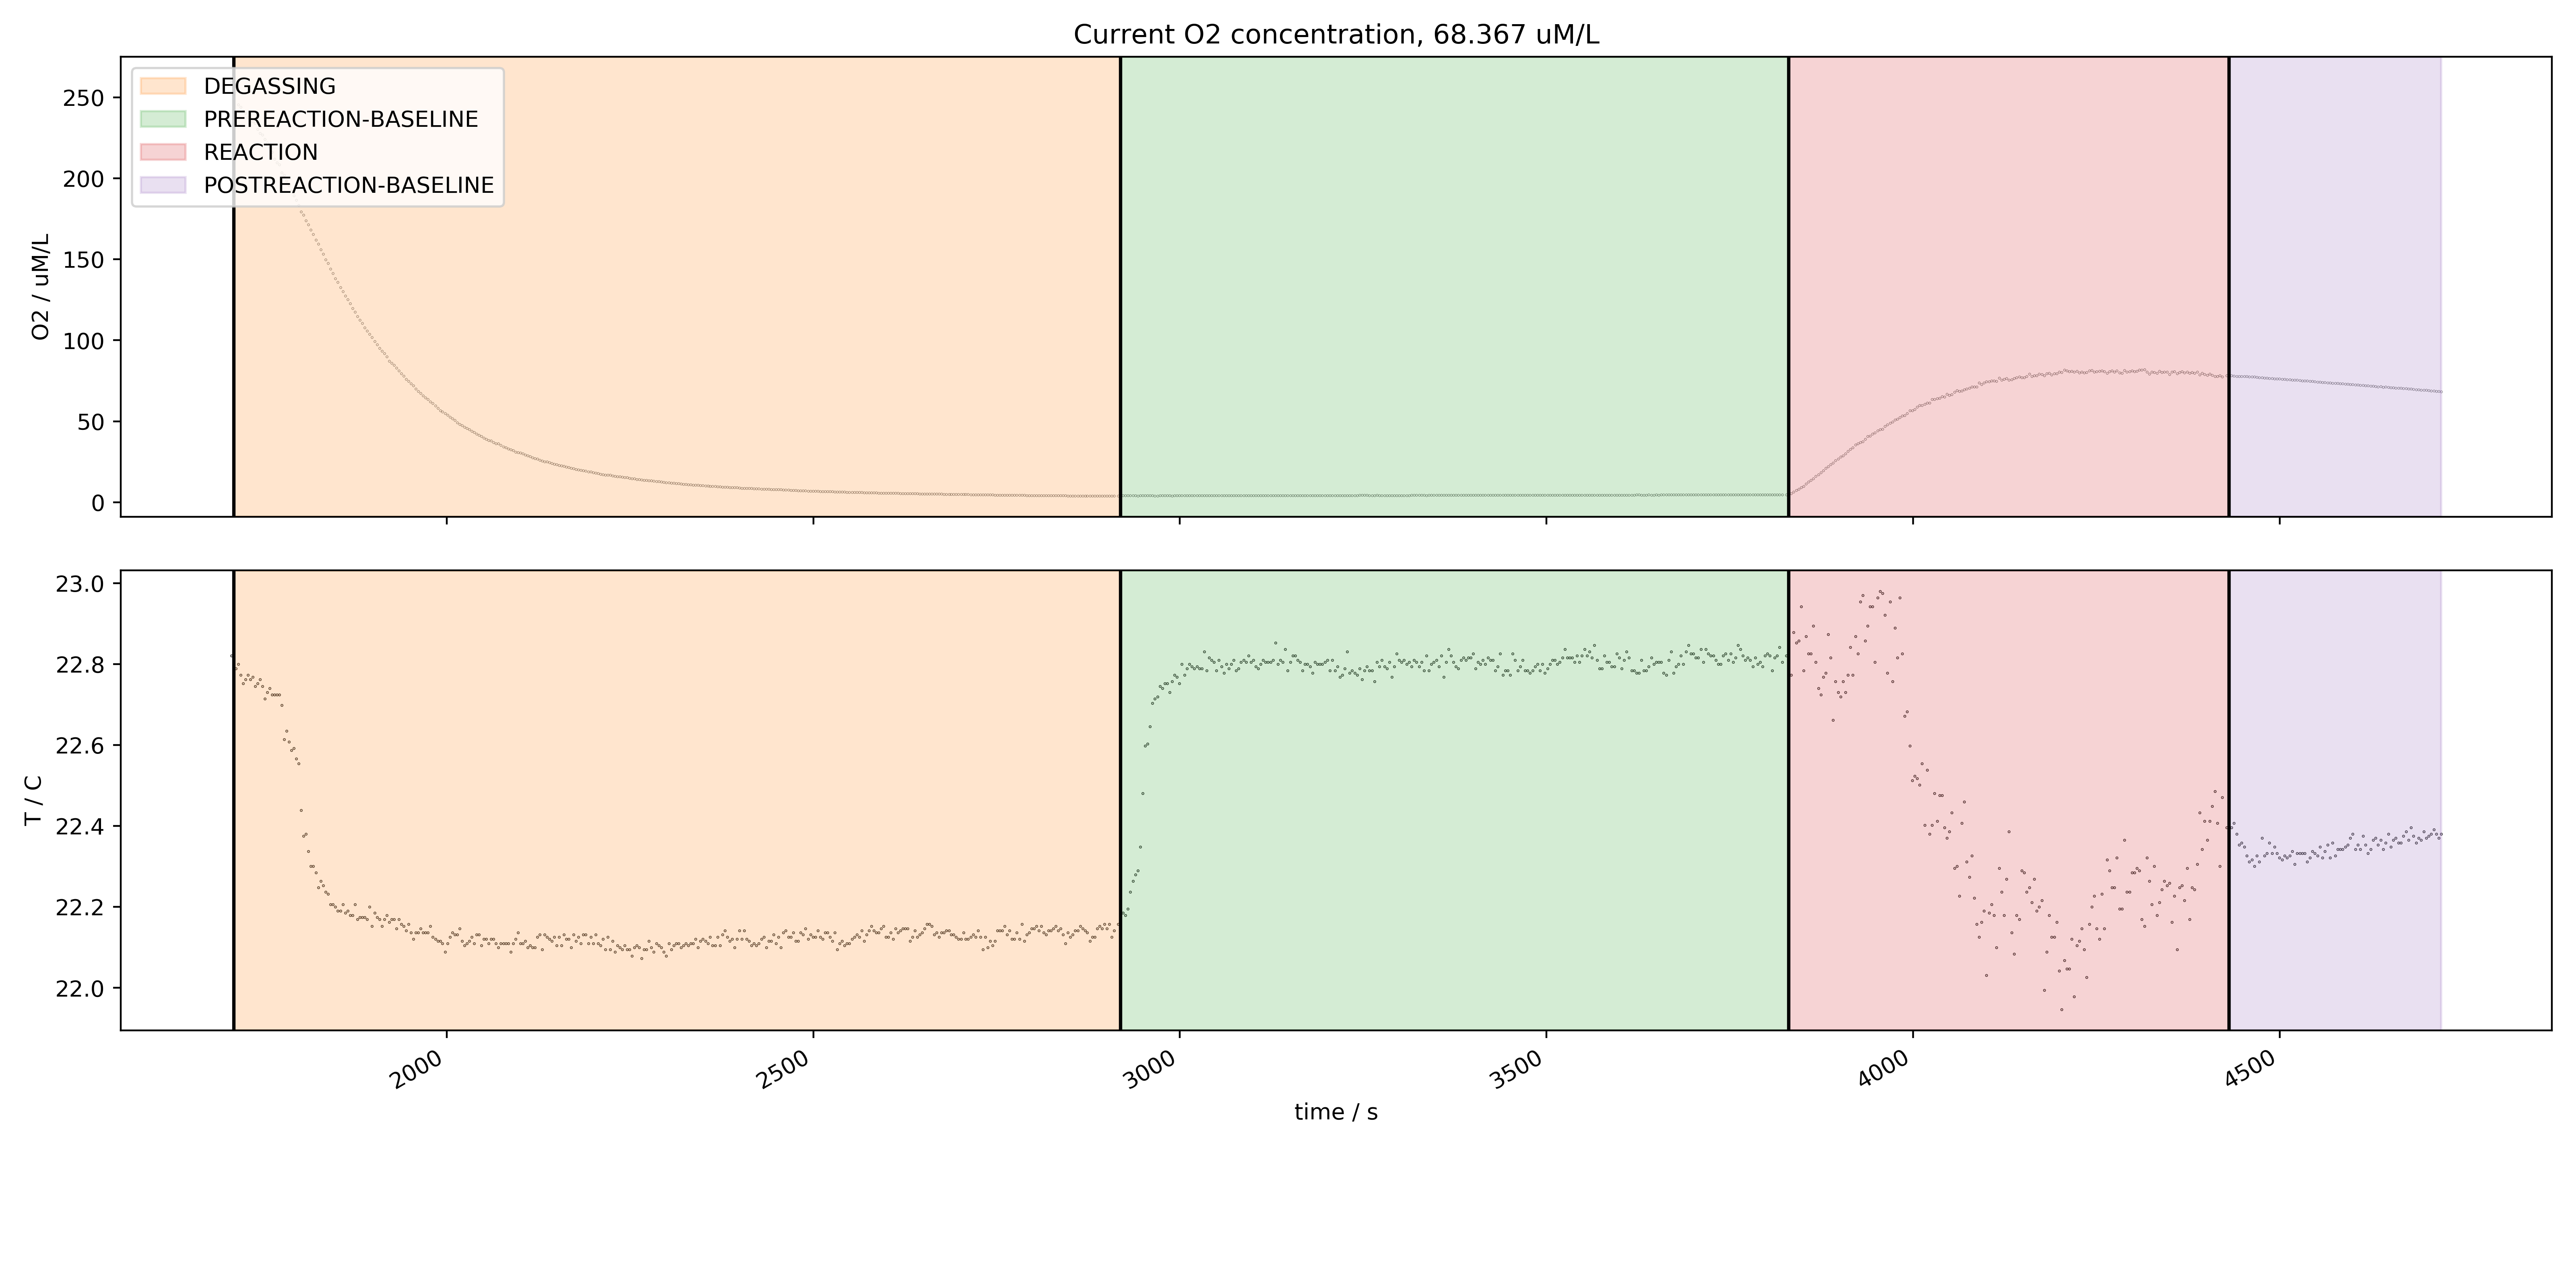 Current O2 concentration, 68.367 uM/L
DEGASSING
PREREACTION-BASELINE
REACTION
POSTREACTION-BASELINE
O2 / uM/L
250
200
150
100
50
0
T / C
23.0
22.8
22.6
22.4
22.2
22.0
2000 2500 3000 3500 4000 4500
time / s